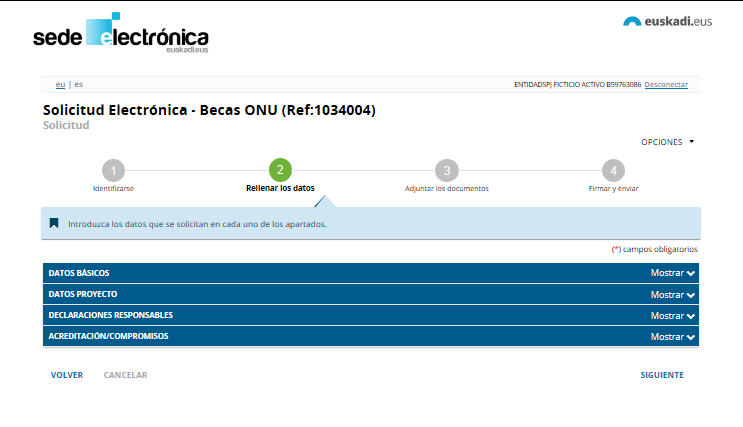 sede electrónica
euskadi.eus
euskadi.eus
eu | es
ENTIDADSPJ FICTICIO ACTIVO B59763086 Desconectar
Solicitud Electrónica - Becas ONU (Ref:1034004)
Solicitud
OPCIONES
1 2 3 4
Identificarse Rellenar los datos Adjuntar los documentos Firmar y enviar
Introduzca los datos que se solicitan en cada uno de los apartados.
(*) campos obligatorios
DATOS BÁSICOS Mostrar
DATOS PROYECTO Mostrar
DECLARACIONES RESPONSABLES Mostrar
ACREDITACIÓN/COMPROMISOS Mostrar
VOLVER CANCELAR SIGUIENTE